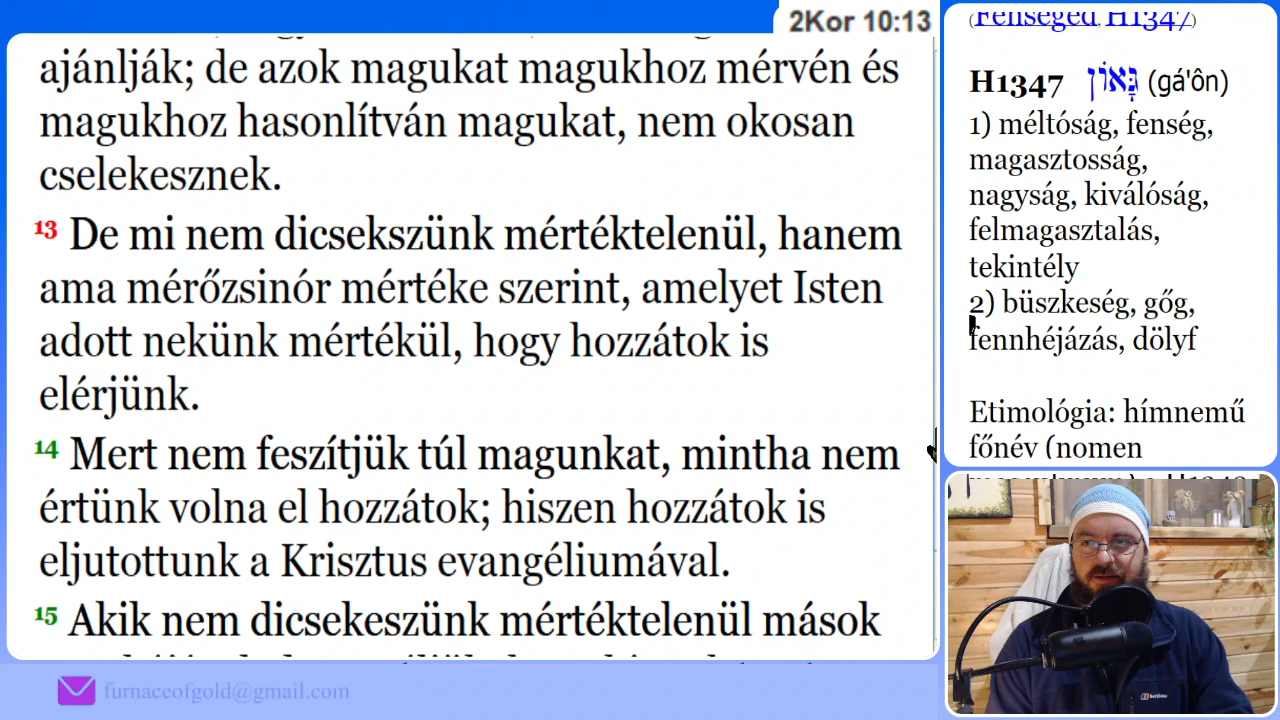 2Kor 10:13
ajánlják; de azok magukat magukhoz mérvén és
magukhoz hasonlítván magukat, nem okosan
cselekesznek.
13 De mi nem dicsekszünk mértéktelenül, hanem
ama mérőzsinór mértéke szerint, amelyet Isten
adott nekünk mértékül, hogy hozzátok is
elérjünk.
14 Mert nem feszítjük túl magunkat, mintha nem
értünk volna el hozzátok; hiszen hozzátok is
eljutottunk a Krisztus evangéliumával.
15 Akik nem dicsekeszünk mértéktelenül mások
furnaceofgold@gmail.com
(Fenséged, H1347)
H1347 גָּאוֹן (gá'ôn)
1) méltóság, fenség,
magasztosság,
nagyság, kiválóság,
felmagasztalás,
tekintély
2) büszkeség, gőg,
fennhéjázás, dölyf
Etimológia: hímnemű
főnév (nomen